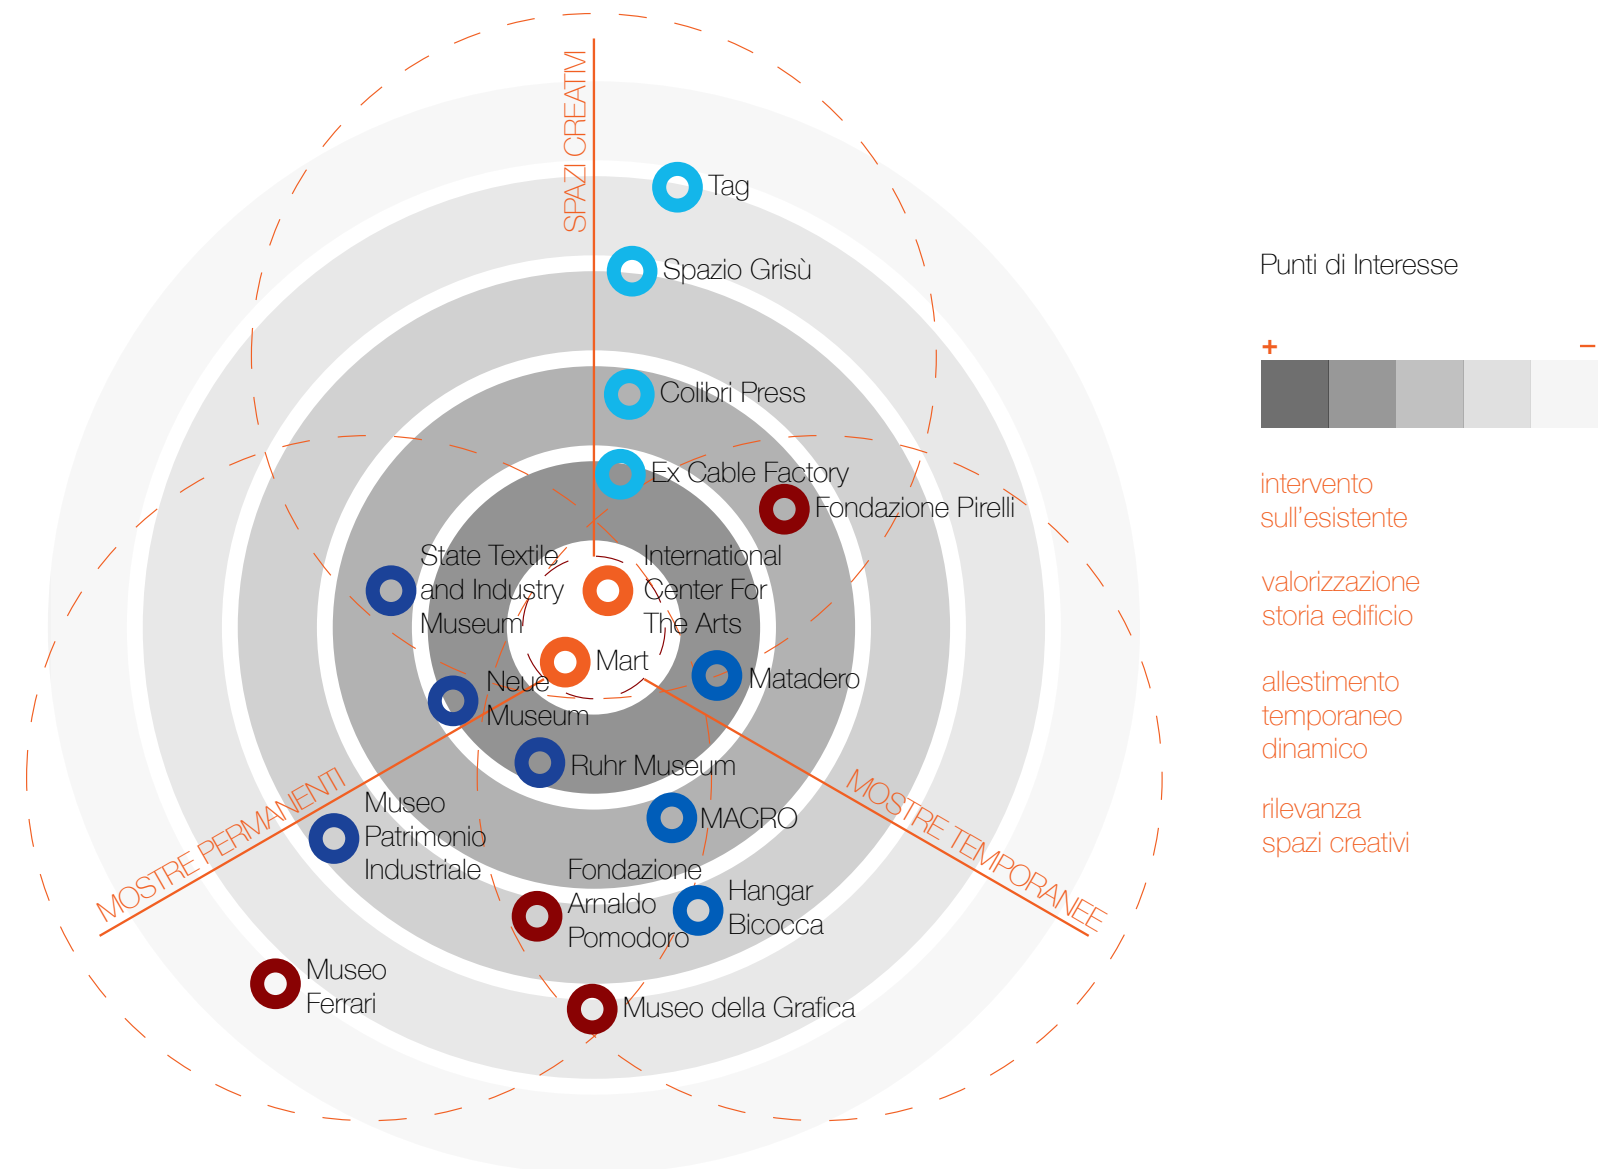 SPAZI CREATIVI
Tag
Spazio Grisù
Colibri Press
Ex Cable Factory
Fondazione Pirelli
State Textile
and Industry
Museum
International
Center For
The Arts
Mart
Neue
Museum
Matadero
Ruhr Museum
MOSTRE PERMANENTI
MOSTRE TEMPORANEE
Museo
Patrimonio
Industriale
MACRO
Fondazione
Arnaldo
Pomodoro
Hangar
Bicocca
Museo
Ferrari
Museo della Grafica
Punti di Interesse
+ −
intervento
sull’esistente
valorizzazione
storia edificio
allestimento
temporaneo
dinamico
rilevanza
spazi creativi